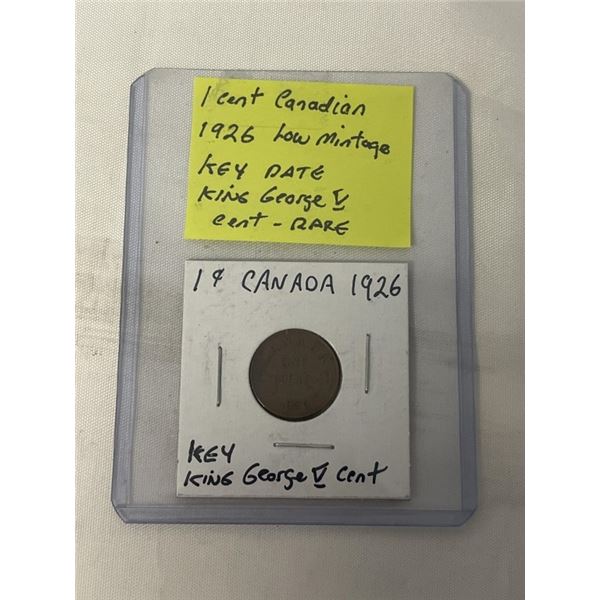 1 cent Canadian
1926 Low Mintage
KEY DATE
KING George V
cent - RARE
1¢ CANADA 1926
KEY
KING George V cent